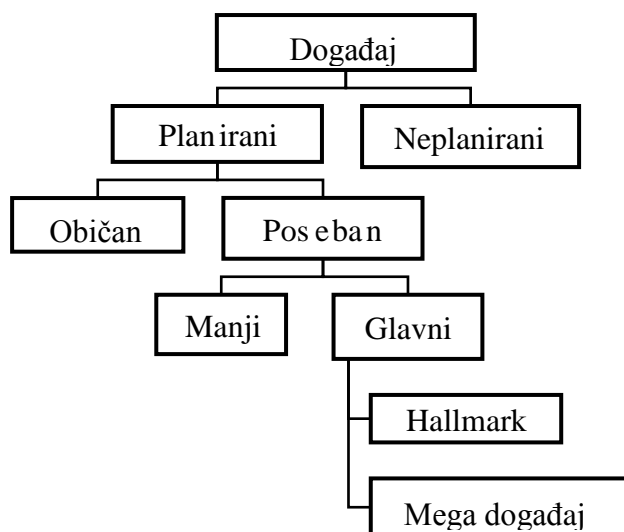 Događaj
Planirani
Neplanirani
Običan
Poseban
Manji
Glavni
Hallmark
Mega događaj